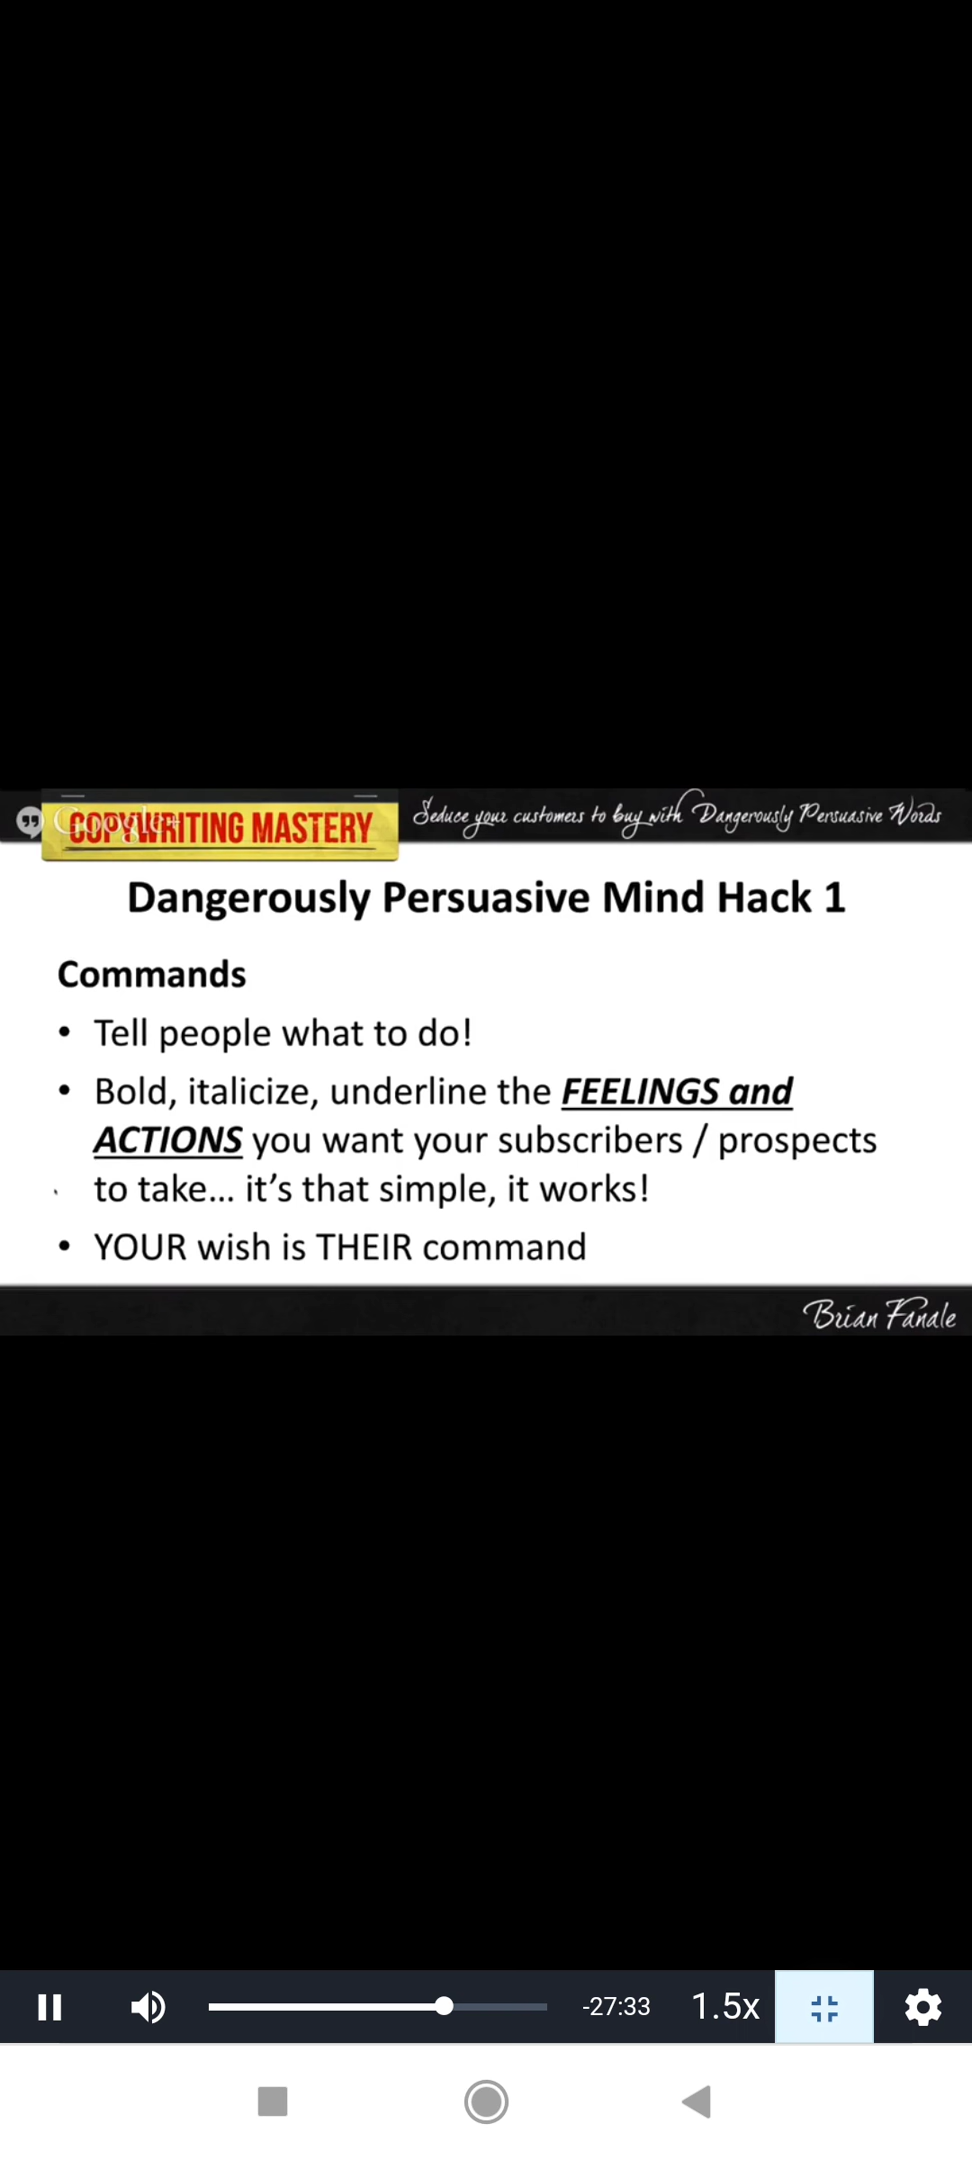 Google+
COPYWRITING MASTERY
Seduce your customers to buy with Dangerously Persuasive Words
Dangerously Persuasive Mind Hack 1
Commands
• Tell people what to do!
• Bold, italicize, underline the FEELINGS and
ACTIONS you want your subscribers / prospects
to take... it's that simple, it works!
• YOUR wish is THEIR command
Brian Fanale
-27:33
1.5x